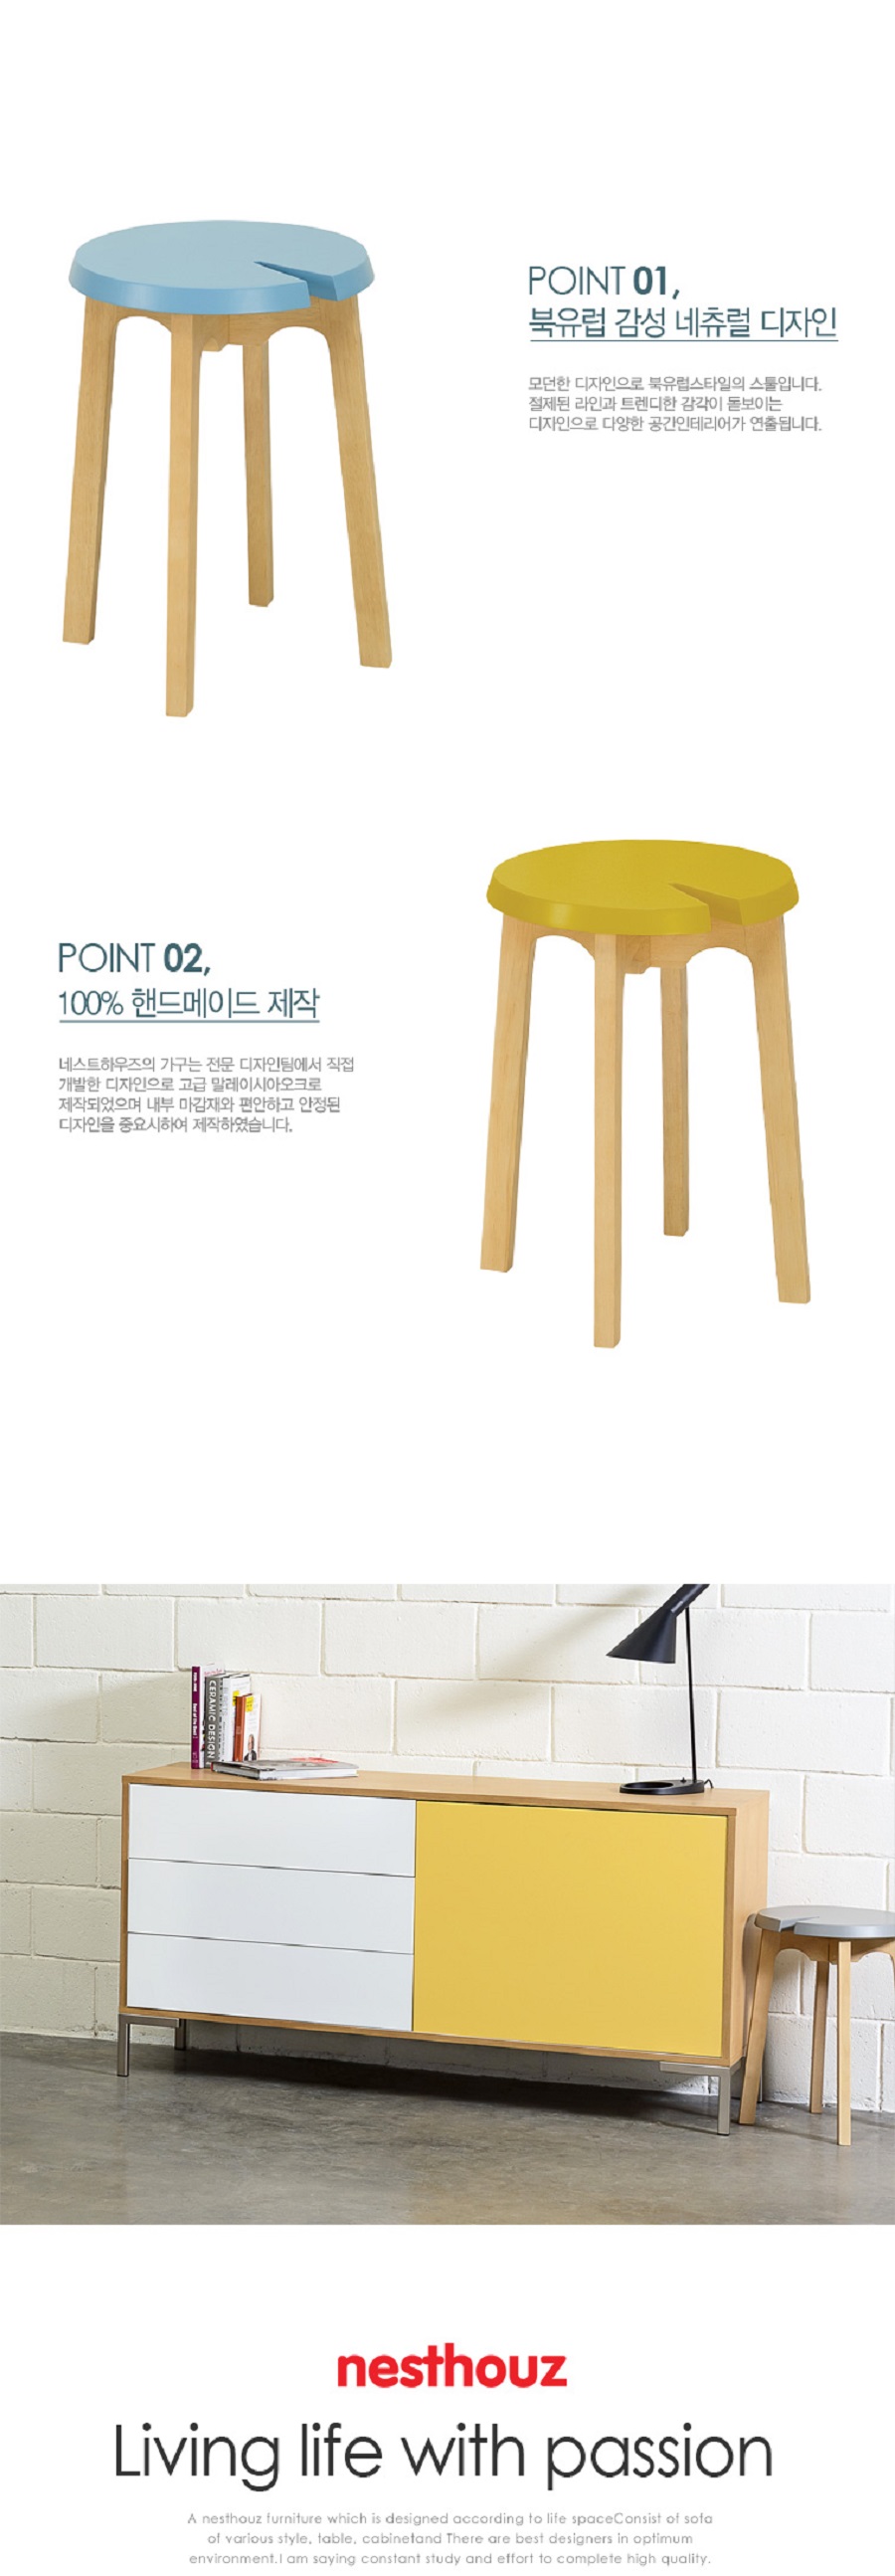 POINT 01,
북유럽 감성 네츄럴 디자인
모던한 디자인으로 북유럽스타일의 스툴입니다.
절제된 라인과 트렌디한 감각이 돋보이는
디자인으로 다양한 공간인테리어가 연출됩니다.
POINT 02,
100% 핸드메이드 제작
네스트하우즈의 가구는 전문 디자인팀에서 직접
개발한 디자인으로 고급 말레이시아오크로
제작되었으며 내부 마감재와 편안하고 안정된
디자인을 중요시하여 제작하였습니다.
CERAMIC DESIGN
nesthouz
Living life with passion
A nesthouz furniture which is designed according to life spaceConsist of sofa
of various style, table, cabinetand There are best designers in optimum
environment.I am saying constant study and effort to complete high quality.